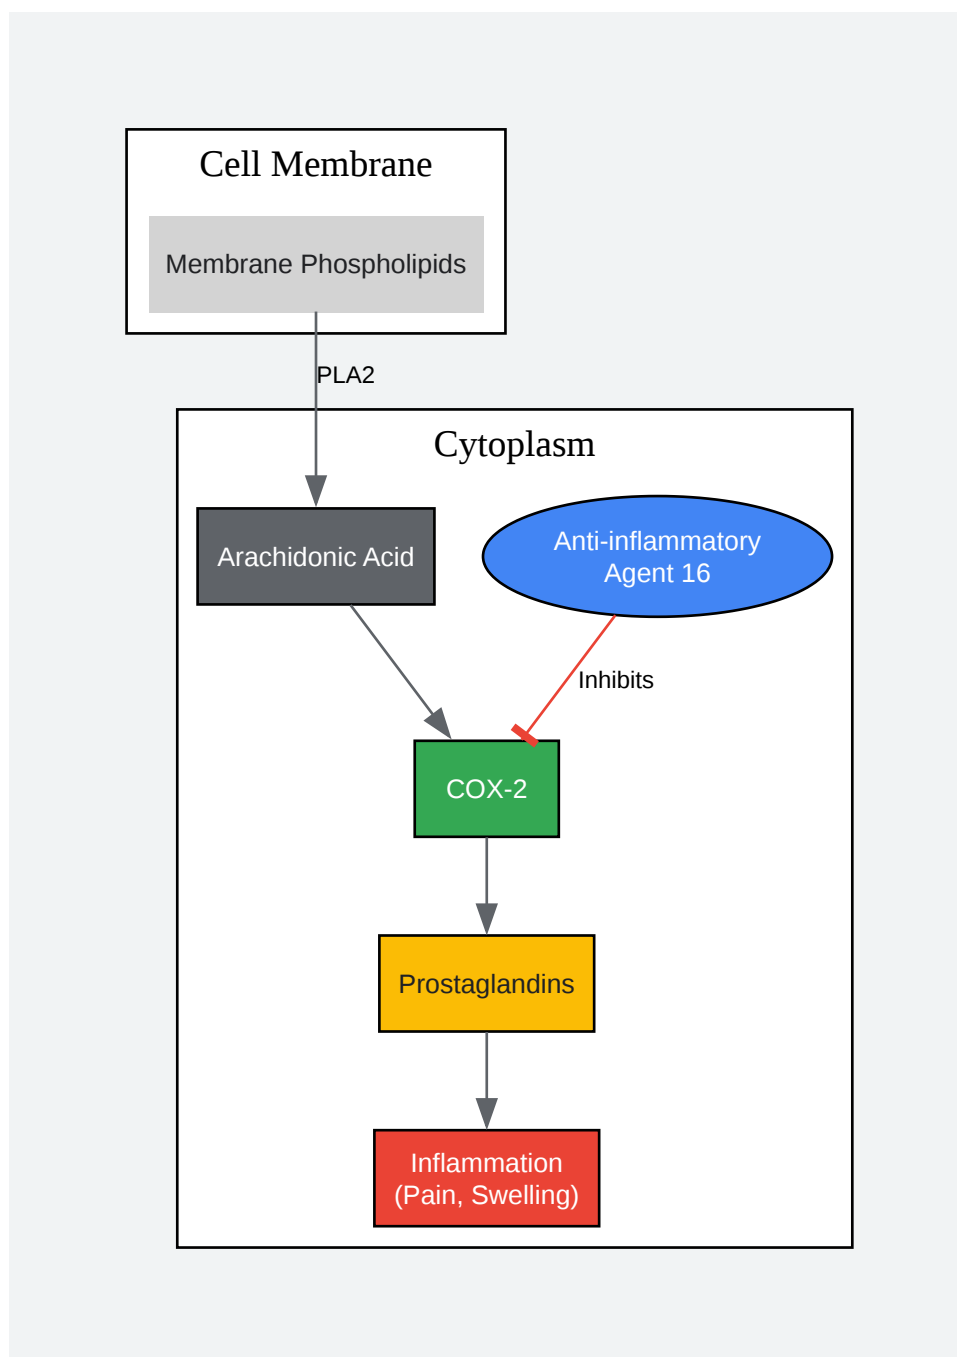 Cell Membrane
Membrane Phospholipids
PLA2
Cytoplasm
Arachidonic Acid
Anti-inflammatory
Agent 16
Inhibits
COX-2
Prostaglandins
Inflammation
(Pain, Swelling)